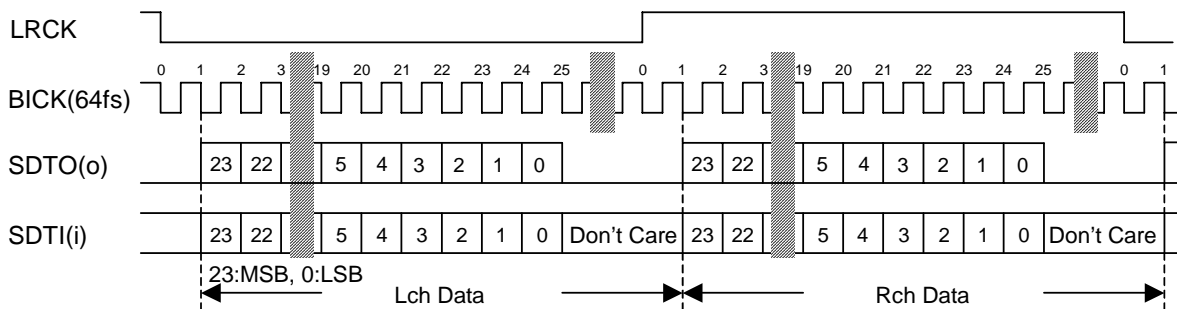 LRCK
0 1 2 3 19 20 21 22 23 24 25 0 1 2 3 19 20 21 22 23 24 25 0 1
BICK(64fs)
SDTO(o) 23 22 5 4 3 2 1 0 23 22 5 4 3 2 1 0
SDTI(i) 23 22 5 4 3 2 1 0 Don't Care 23 22 5 4 3 2 1 0 Don't Care
23:MSB, 0:LSB
Lch Data Rch Data